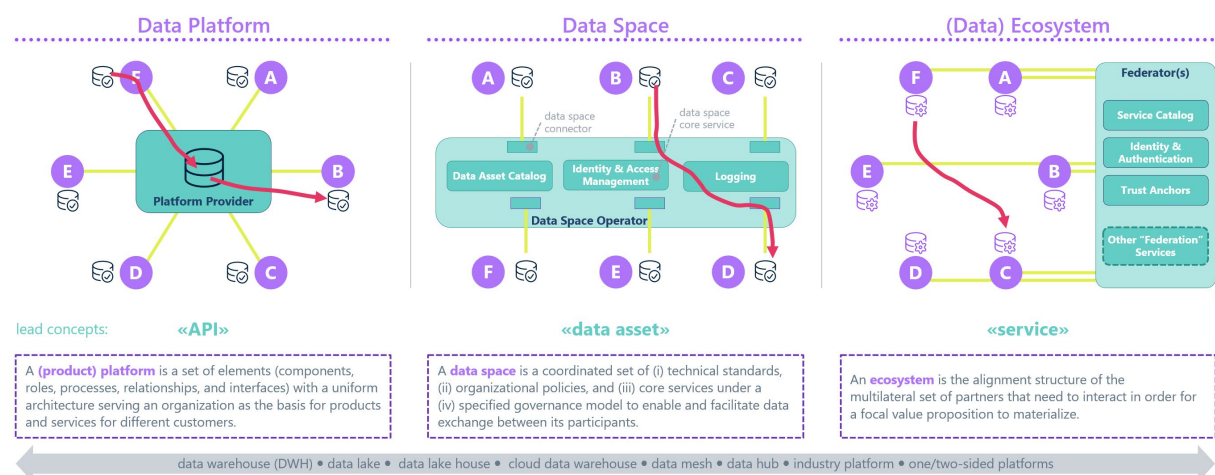 Data Platform
F
A
E
B
Platform Provider
D
C
Data Space
A
B
C
data space
connector
data space
core service
Data Asset Catalog
Identity & Access
Management
Logging
Data Space Operator
F
E
D
(Data) Ecosystem
F
A
E
B
D
C
Federator(s)
Service Catalog
Identity &
Authentication
Trust Anchors
Other "Federation"
Services
lead concepts:
«API»
«data asset»
«service»
A (product) platform is a set of elements (components,
roles, processes, relationships, and interfaces) with a uniform
architecture serving an organization as the basis for products
and services for different customers.
A data space is a coordinated set of (i) technical standards,
(ii) organizational policies, and (iii) core services under a
(iv) specified governance model to enable and facilitate data
exchange between its participants.
An ecosystem is the alignment structure of the
multilateral set of partners that need to interact in order for
a focal value proposition to materialize.
data warehouse (DWH) • data lake • data lake house • cloud data warehouse • data mesh • data hub • industry platform • one/two-sided platforms